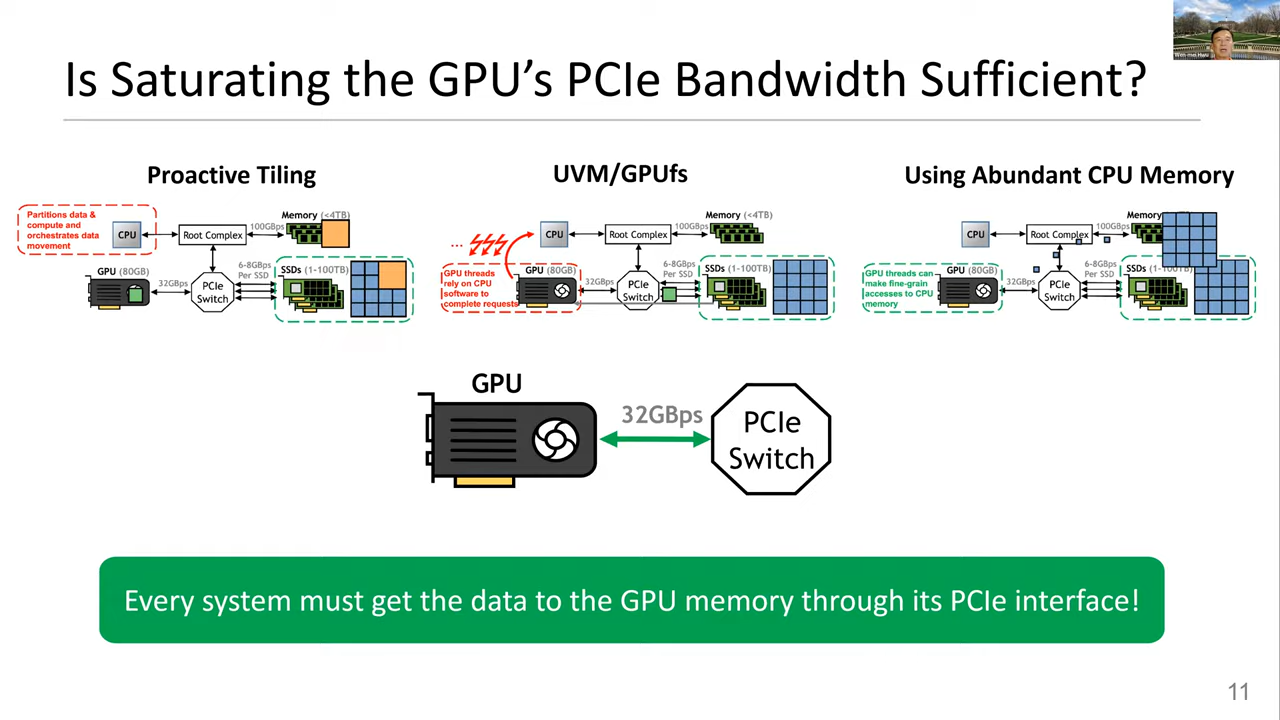 Wen-mei Hwu
Is Saturating the GPU's PCIe Bandwidth Sufficient?
Proactive Tiling
Partitions data &
compute and
orchestrates data
movement
CPU
Root Complex
100GBps
Memory (<4TB)
GPU (80GB)
32GBps
PCIe
Switch
6-8GBps
Per SSD
SSDs (1-100TB)
UVM/GPUfs
CPU
Root Complex
100GBps
Memory (<4TB)
...
GPU threads
rely on CPU
software to
complete requests
GPU (80GB)
32GBps
PCIe
Switch
6-8GBps
Per SSD
SSDs (1-100TB)
Using Abundant CPU Memory
CPU
Root Complex
100GBps
Memory
GPU threads can
make fine-grain
accesses to CPU
memory
GPU (80GB)
32GBps
PCIe
Switch
6-8GBps
Per SSD
SSDs (1-100TB)
GPU
32GBps
PCIe
Switch
Every system must get the data to the GPU memory through its PCIe interface!
11